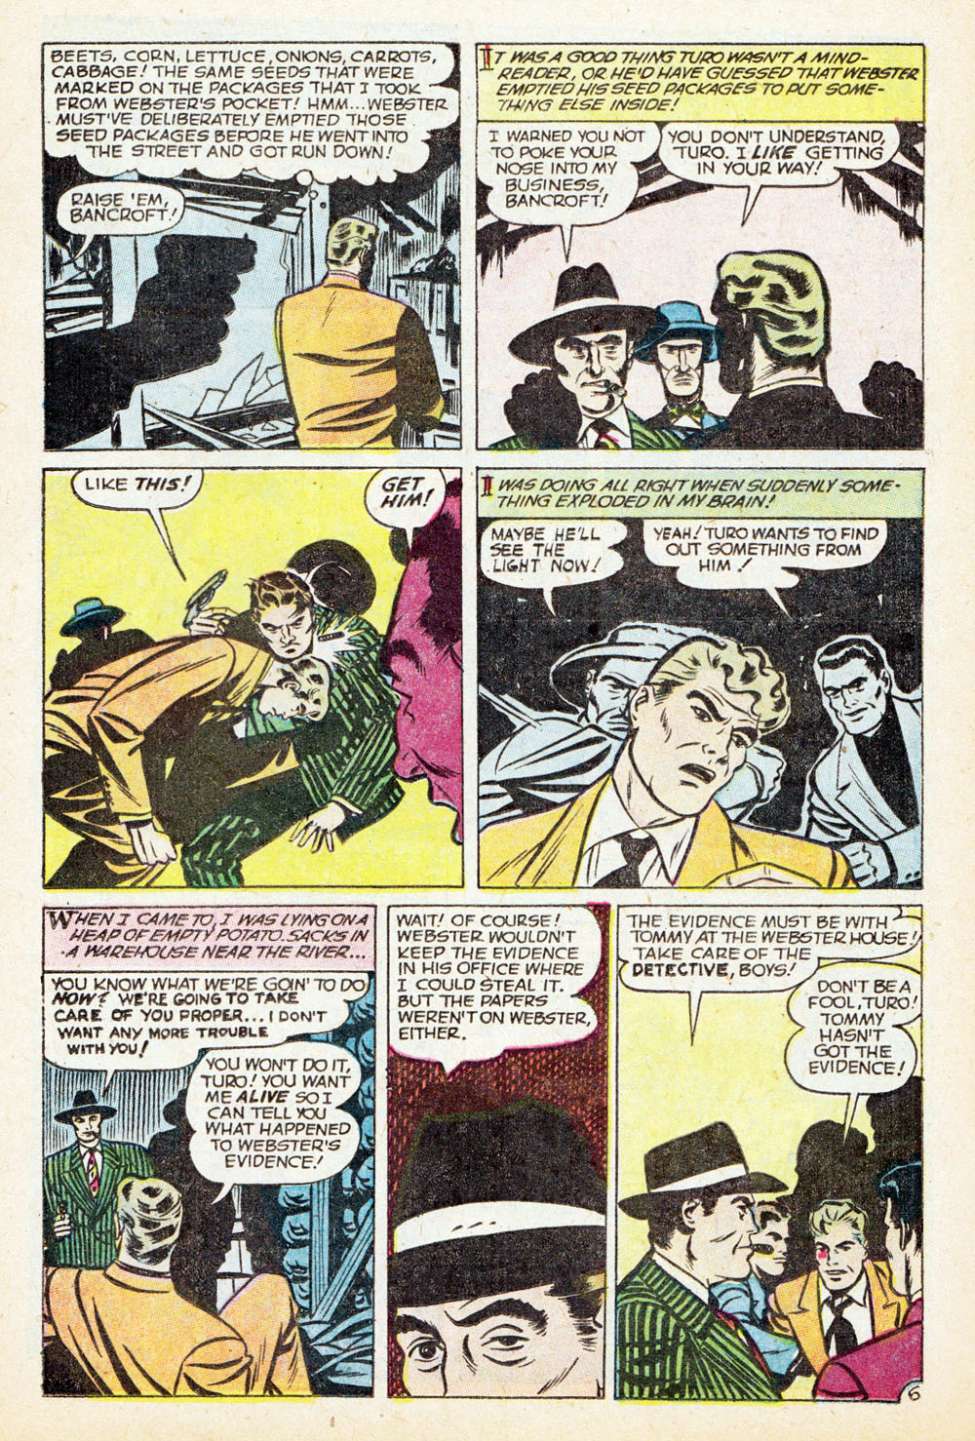 BEETS, CORN, LETTUCE, ONIONS, CARROTS,
CABBAGE! THE SAME SEEDS THAT WERE
MARKED ON THE PACKAGES THAT I TOOK
FROM WEBSTER'S POCKET! HMM...WEBSTER
MUST'VE DELIBERATELY EMPTIED THOSE
SEED PACKAGES BEFORE HE WENT INTO
THE STREET AND GOT RUN DOWN!
RAISE 'EM,
BANCROFT!
IT WAS A GOOD THING TURO WASN'T A MIND-
READER, OR HE'D HAVE GUESSED THAT WEBSTER
EMPTIED HIS SEED PACKAGES TO PUT SOME-
THING ELSE INSIDE!
I WARNED YOU NOT
TO POKE YOUR
NOSE INTO MY
BUSINESS,
BANCROFT!
YOU DON'T UNDERSTAND,
TURO. I LIKE GETTING
IN YOUR WAY!
LIKE THIS!
GET
HIM!
I WAS DOING ALL RIGHT WHEN SUDDENLY SOME-
THING EXPLODED IN MY BRAIN!
MAYBE HE'LL
SEE THE
LIGHT NOW!
YEAH! TURO WANTS TO FIND
OUT SOMETHING FROM
HIM!
WHEN I CAME TO, I WAS LYING ON A
HEAP OF EMPTY POTATO SACKS IN
A WAREHOUSE NEAR THE RIVER...
YOU KNOW WHAT WE'RE GOIN' TO DO
NOW? WE'RE GOING TO TAKE
CARE OF YOU PROPER...I DON'T
WANT ANY MORE TROUBLE
WITH YOU!
YOU WON'T DO IT,
TURO! YOU WANT
ME ALIVE SO I
CAN TELL YOU
WHAT HAPPENED
TO WEBSTER'S
EVIDENCE!
WAIT! OF COURSE!
WEBSTER WOULDN'T
KEEP THE EVIDENCE
IN HIS OFFICE WHERE
I COULD STEAL IT.
BUT THE PAPERS
WEREN'T ON WEBSTER,
EITHER.
THE EVIDENCE MUST BE WITH
TOMMY AT THE WEBSTER HOUSE!
TAKE CARE OF THE
DETECTIVE, BOYS!
DON'T BE A
FOOL, TURO!
TOMMY
HASN'T
GOT THE
EVIDENCE!
6